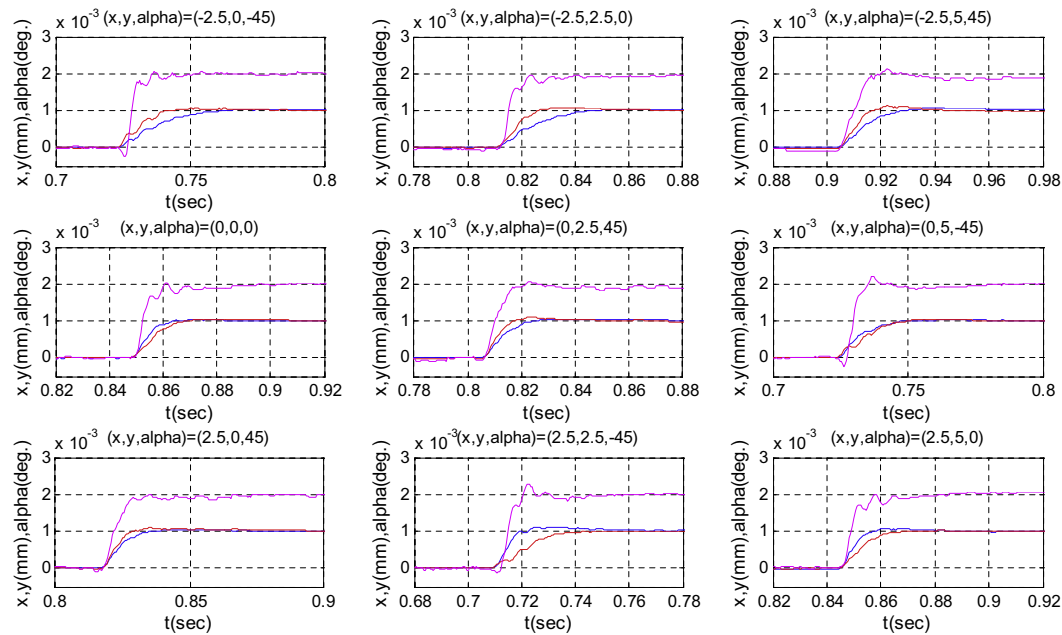 x 10 -3 (x,y,alpha)=(-2.5,0,-45)
x 10 -3 (x,y,alpha)=(-2.5,2.5,0)
x 10 -3 (x,y,alpha)=(-2.5,5,45)
3 3 3
2 2 2
1 1 1
0 0 0
x,y(mm),alpha(deg.) x,y(mm),alpha(deg.) x,y(mm),alpha(deg.)
0.7 0.75 0.8
0.78 0.8 0.82 0.84 0.86 0.88
0.88 0.9 0.92 0.94 0.96 0.98
t(sec) t(sec) t(sec)
x 10 -3 (x,y,alpha)=(0,0,0)
x 10 -3 (x,y,alpha)=(0,2.5,45)
x 10 -3 (x,y,alpha)=(0,5,-45)
3 3 3
2 2 2
1 1 1
0 0 0
x,y(mm),alpha(deg.) x,y(mm),alpha(deg.) x,y(mm),alpha(deg.)
0.82 0.84 0.86 0.88 0.9 0.92
0.78 0.8 0.82 0.84 0.86 0.88
0.7 0.75 0.8
t(sec) t(sec) t(sec)
x 10 -3 (x,y,alpha)=(2.5,0,45)
x 10 -3 (x,y,alpha)=(2.5,2.5,-45)
x 10 -3 (x,y,alpha)=(2.5,5,0)
3 3 3
2 2 2
1 1 1
0 0 0
x,y(mm),alpha(deg.) x,y(mm),alpha(deg.) x,y(mm),alpha(deg.)
0.8 0.85 0.9
0.68 0.7 0.72 0.74 0.76 0.78
0.82 0.84 0.86 0.88 0.9 0.92
t(sec) t(sec) t(sec)